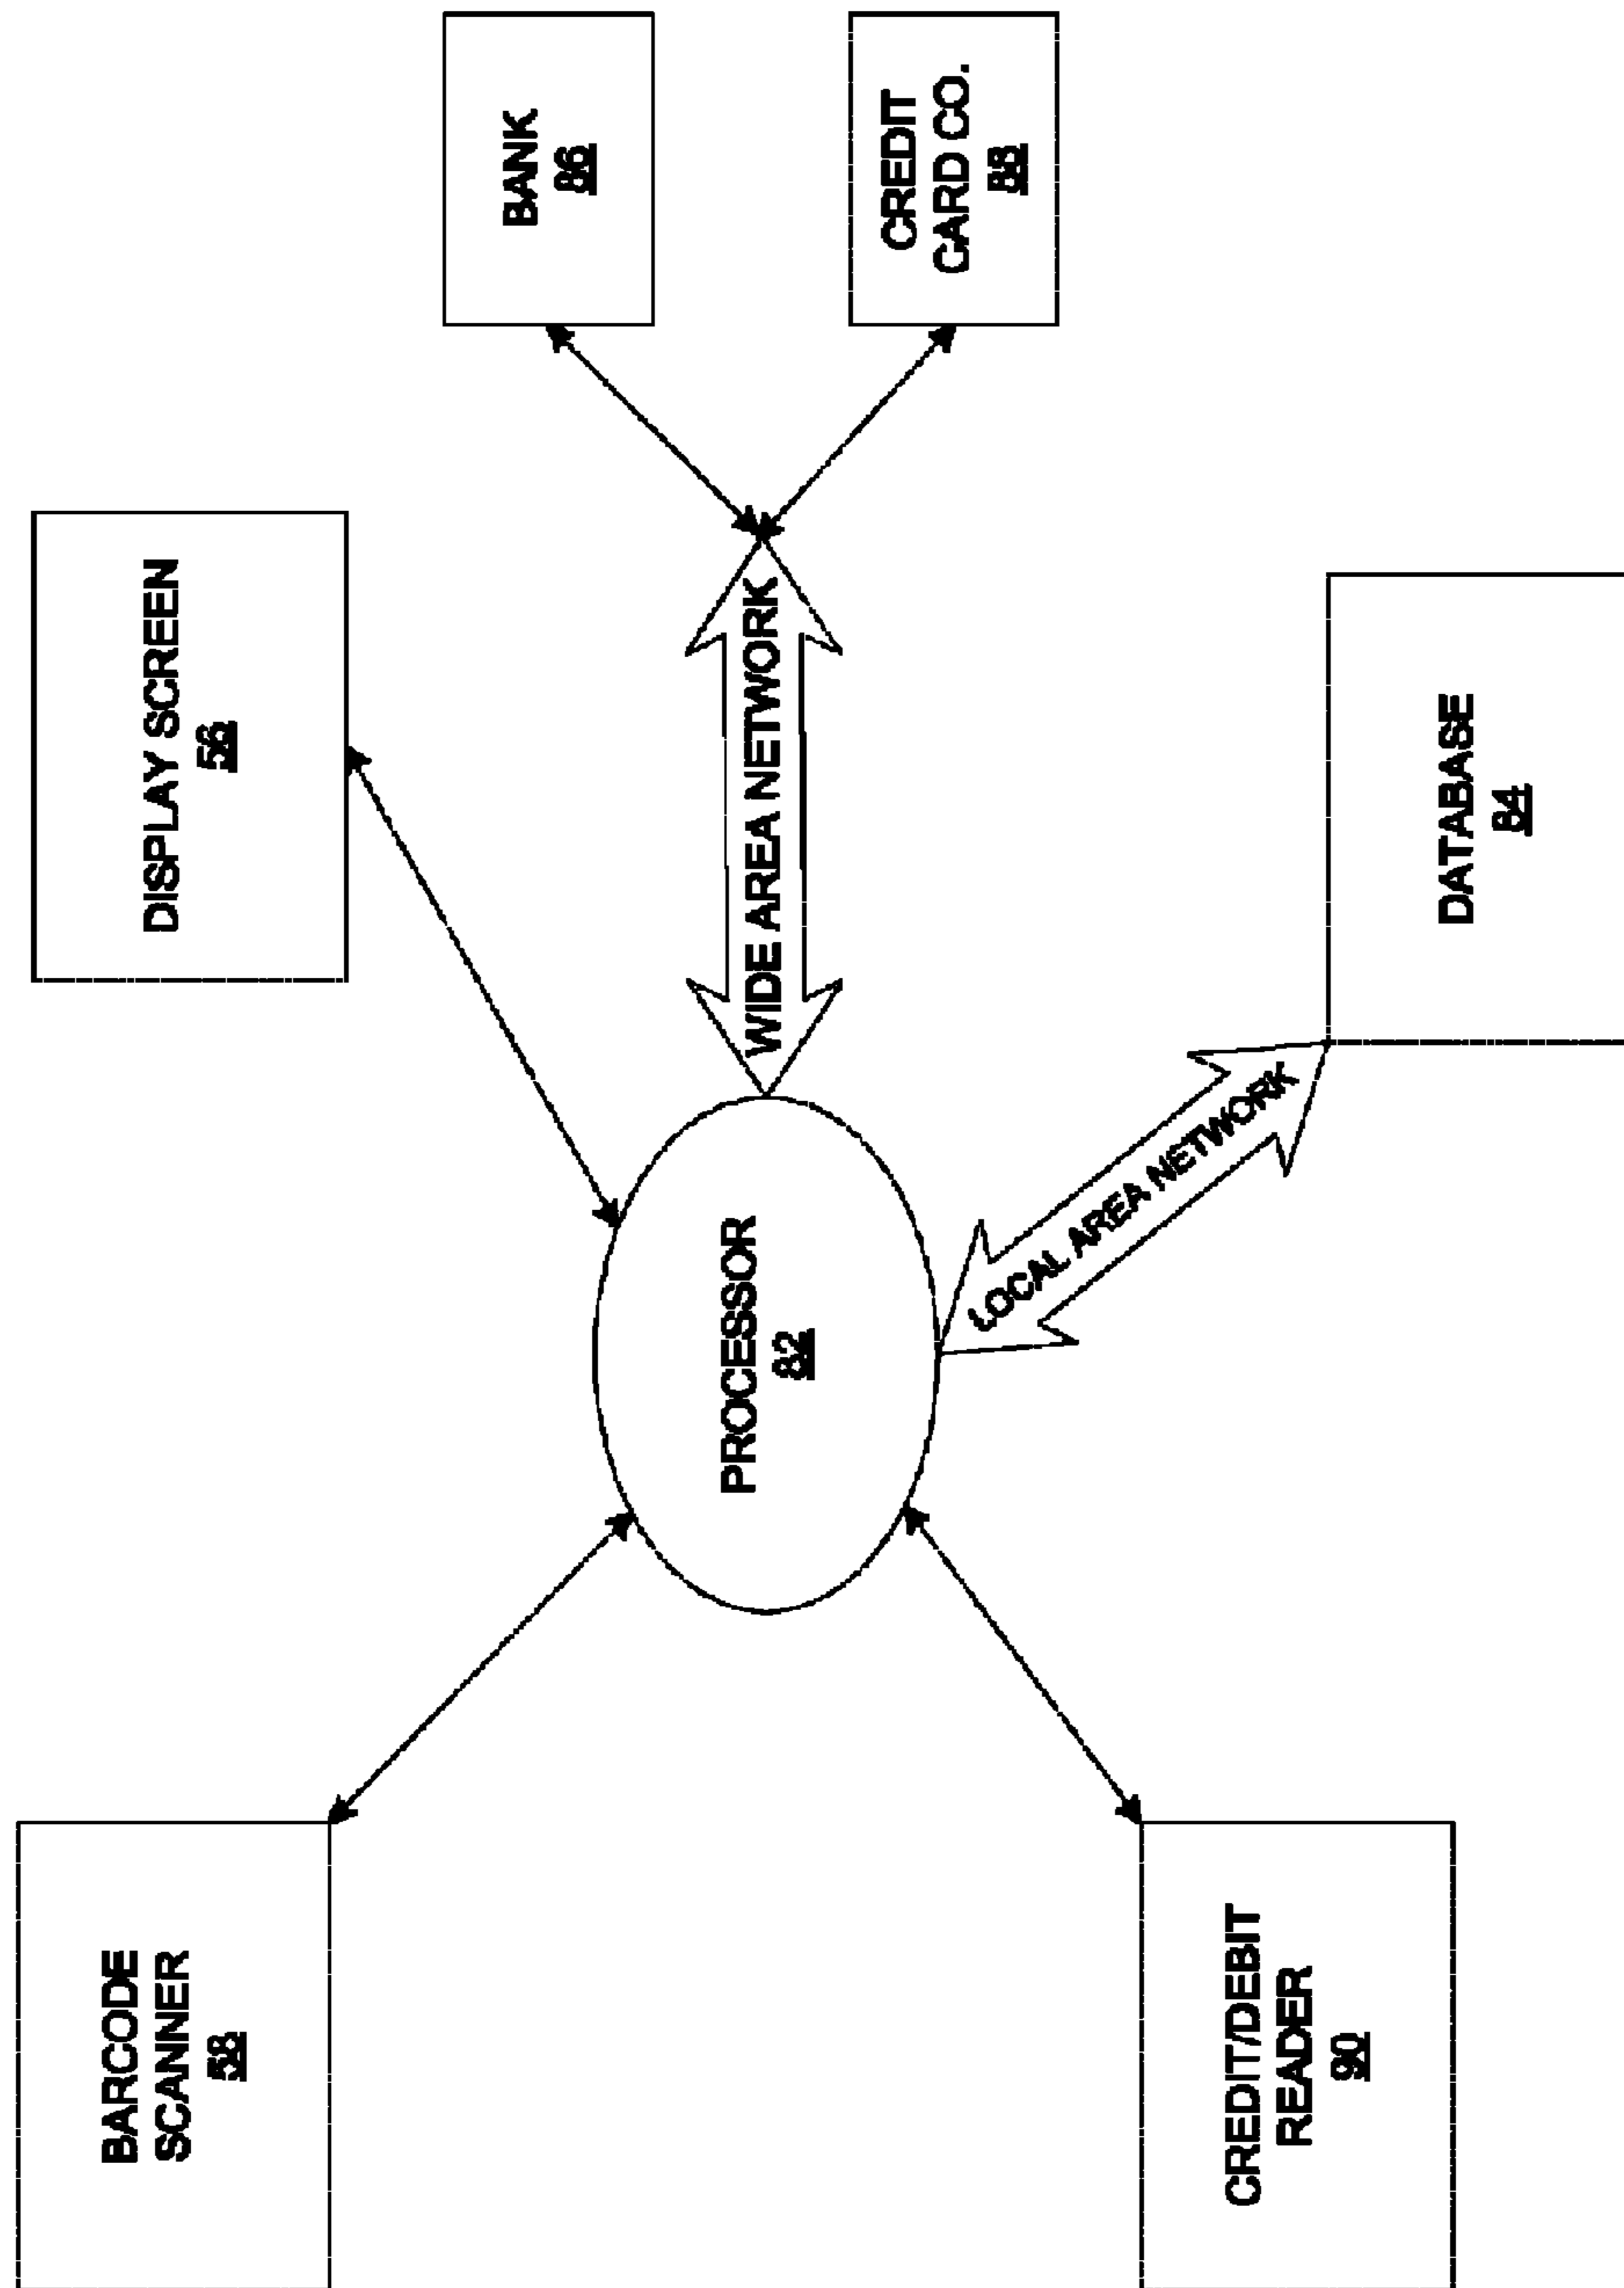 BARCODE
SCANNER
58
DISPLAY SCREEN
56
BANK
86
PROCESSOR
82
WIDE AREA NETWORK
CREDIT
CARD CO.
88
LOCAL AREA NETWORK
CREDIT/DEBIT
READER
90
DATABASE
84